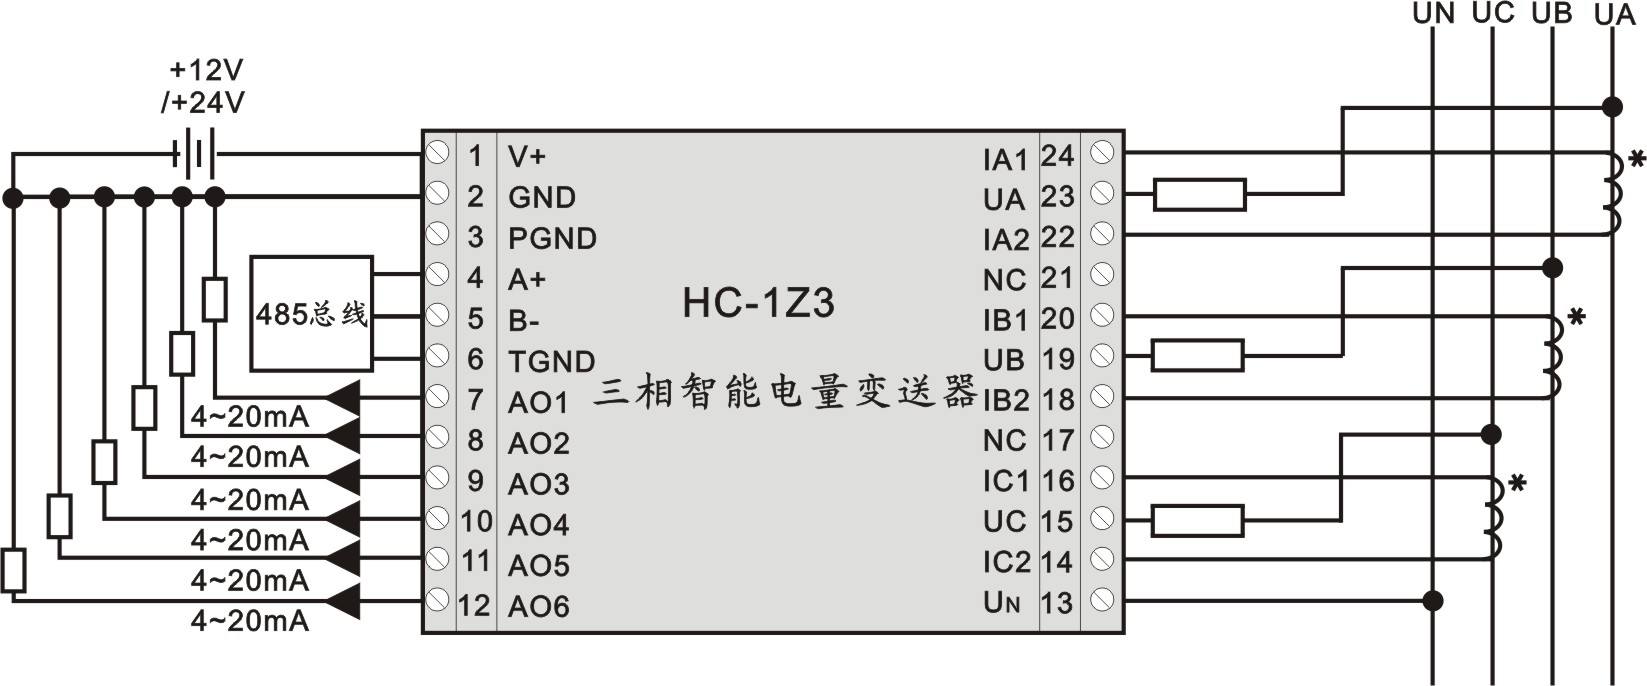 UN UC UB UA
+12V
/+24V
1 V+ IA1 24
2 GND UA 23
3 PGND IA2 22
4 A+ NC 21
5 B- IB1 20
6 TGND UB 19
7 AO1 IB2 18
8 AO2 NC 17
9 AO3 IC1 16
10 AO4 UC 15
11 AO5 IC2 14
12 AO6 UN 13
HC-1Z3
三相智能电量变送器
485总线
4~20mA
4~20mA
4~20mA
4~20mA
4~20mA
4~20mA
*
*
*